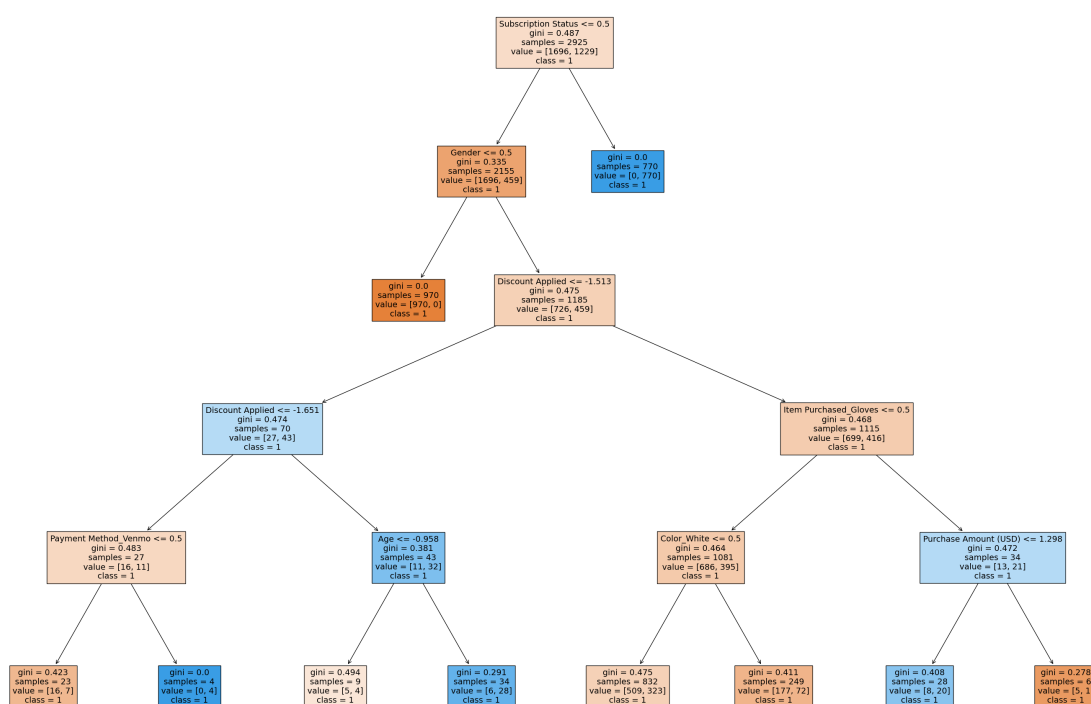 Subscription Status <= 0.5
gini = 0.487
samples = 2925
value = [1696, 1229]
class = 1
Gender <= 0.5
gini = 0.335
samples = 2155
value = [1696, 459]
class = 1
gini = 0.0
samples = 770
value = [0, 770]
class = 1
gini = 0.0
samples = 970
value = [970, 0]
class = 1
Discount Applied <= -1.513
gini = 0.475
samples = 1185
value = [726, 459]
class = 1
Discount Applied <= -1.651
gini = 0.474
samples = 70
value = [27, 43]
class = 1
Item Purchased_Gloves <= 0.5
gini = 0.468
samples = 1115
value = [699, 416]
class = 1
Payment Method_Venmo <= 0.5
gini = 0.483
samples = 27
value = [16, 11]
class = 1
Age <= -0.958
gini = 0.381
samples = 43
value = [11, 32]
class = 1
Color_White <= 0.5
gini = 0.464
samples = 1081
value = [686, 395]
class = 1
Purchase Amount (USD) <= 1.298
gini = 0.472
samples = 34
value = [13, 21]
class = 1
gini = 0.423
samples = 23
value = [16, 7]
class = 1
gini = 0.0
samples = 4
value = [0, 4]
class = 1
gini = 0.494
samples = 9
value = [5, 4]
class = 1
gini = 0.291
samples = 34
value = [6, 28]
class = 1
gini = 0.475
samples = 832
value = [509, 323]
class = 1
gini = 0.411
samples = 249
value = [177, 72]
class = 1
gini = 0.408
samples = 28
value = [8, 20]
class = 1
gini = 0.278
samples = 6
value = [5, 1
class = 1